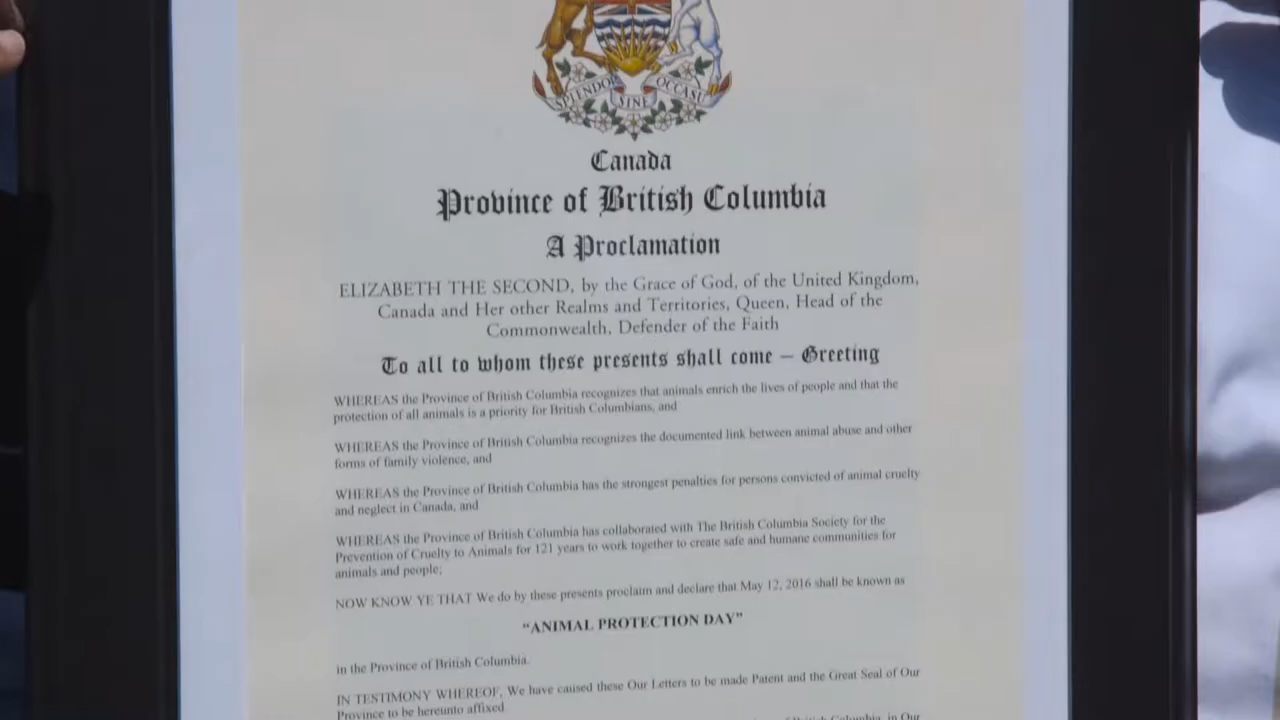 SPLENDOR SINE OCCASU
Canada
Province of British Columbia
A Proclamation
ELIZABETH THE SECOND, by the Grace of God, of the United Kingdom,
Canada and Her other Realms and Territories, Queen, Head of the
Commonwealth, Defender of the Faith
To all to whom these presents shall come – Greeting
WHEREAS the Province of British Columbia recognizes that animals enrich the lives of people and that the
protection of all animals is a priority for British Columbians, and
WHEREAS the Province of British Columbia recognizes the documented link between animal abuse and other
forms of family violence, and
WHEREAS the Province of British Columbia has the strongest penalties for persons convicted of animal cruelty
and neglect in Canada, and
WHEREAS the Province of British Columbia has collaborated with The British Columbia Society for the
Prevention of Cruelty to Animals for 121 years to work together to create safe and humane communities for
animals and people;
NOW KNOW YE THAT We do by these presents proclaim and declare that May 12, 2016 shall be known as
“ANIMAL PROTECTION DAY”
in the Province of British Columbia.
IN TESTIMONY WHEREOF, We have caused these Our Letters to be made Patent and the Great Seal of Our
Province to be hereunto affixed
British Columbia, in Our